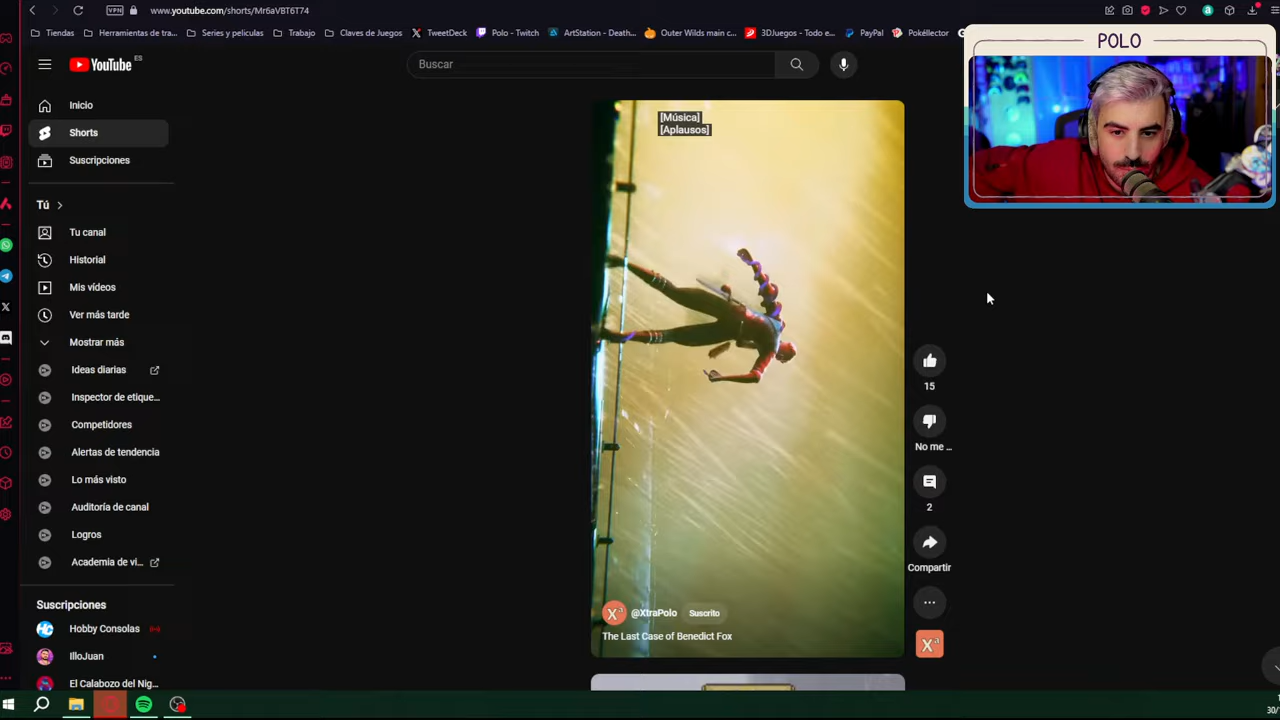 VPN
www.youtube.com/shorts/Mr6aVBT6T74
Tiendas
Herramientas de tra...
Series y peliculas
Trabajo
Claves de Juegos
TweetDeck
Polo - Twitch
ArtStation - Death...
Outer Wilds main c...
3DJuegos - Todo e...
PayPal
Pokéllector
POLO
YouTube
ES
Buscar
Inicio
Shorts
Suscripciones
Tú
Tu canal
Historial
Mis vídeos
Ver más tarde
Mostrar más
Ideas diarias
Inspector de etique...
Competidores
Alertas de tendencia
Lo más visto
Auditoría de canal
Logros
Academia de vi...
Suscripciones
Hobby Consolas
IlloJuan
El Calabozo del Nig...
[Música]
[Aplausos]
15
No me ...
2
Compartir
@XtraPolo
Suscrito
The Last Case of Benedict Fox